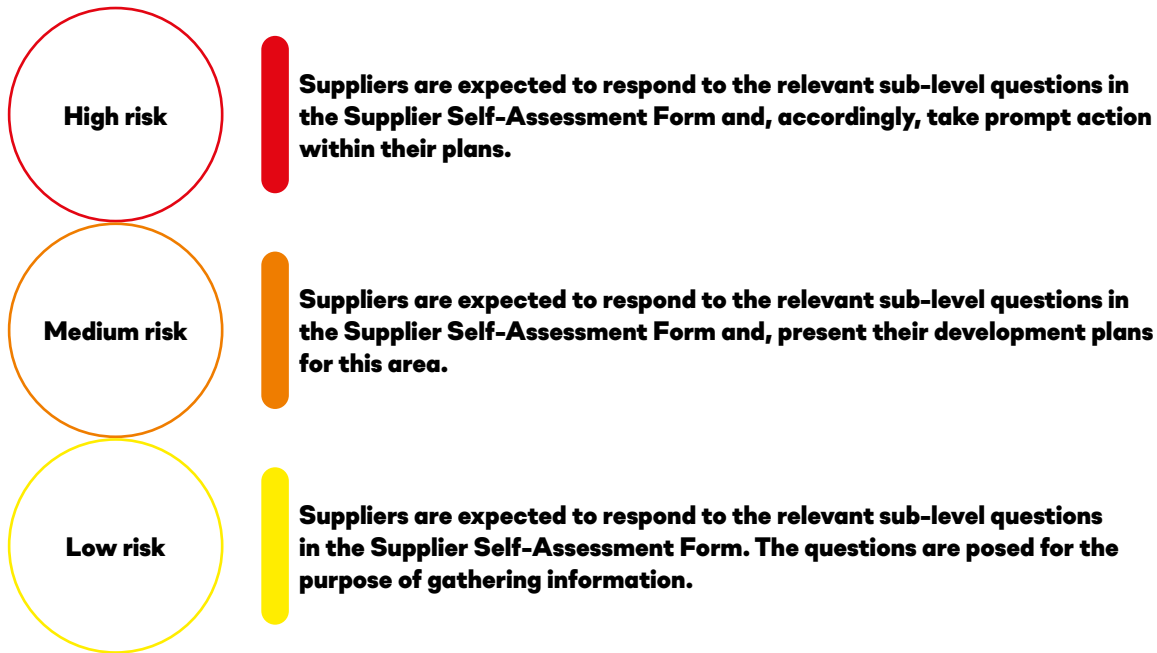 High risk
Suppliers are expected to respond to the relevant sub-level questions in
the Supplier Self-Assessment Form and, accordingly, take prompt action
within their plans.
Medium risk
Suppliers are expected to respond to the relevant sub-level questions in
the Supplier Self-Assessment Form and, present their development plans
for this area.
Low risk
Suppliers are expected to respond to the relevant sub-level questions
in the Supplier Self-Assessment Form. The questions are posed for the
purpose of gathering information.